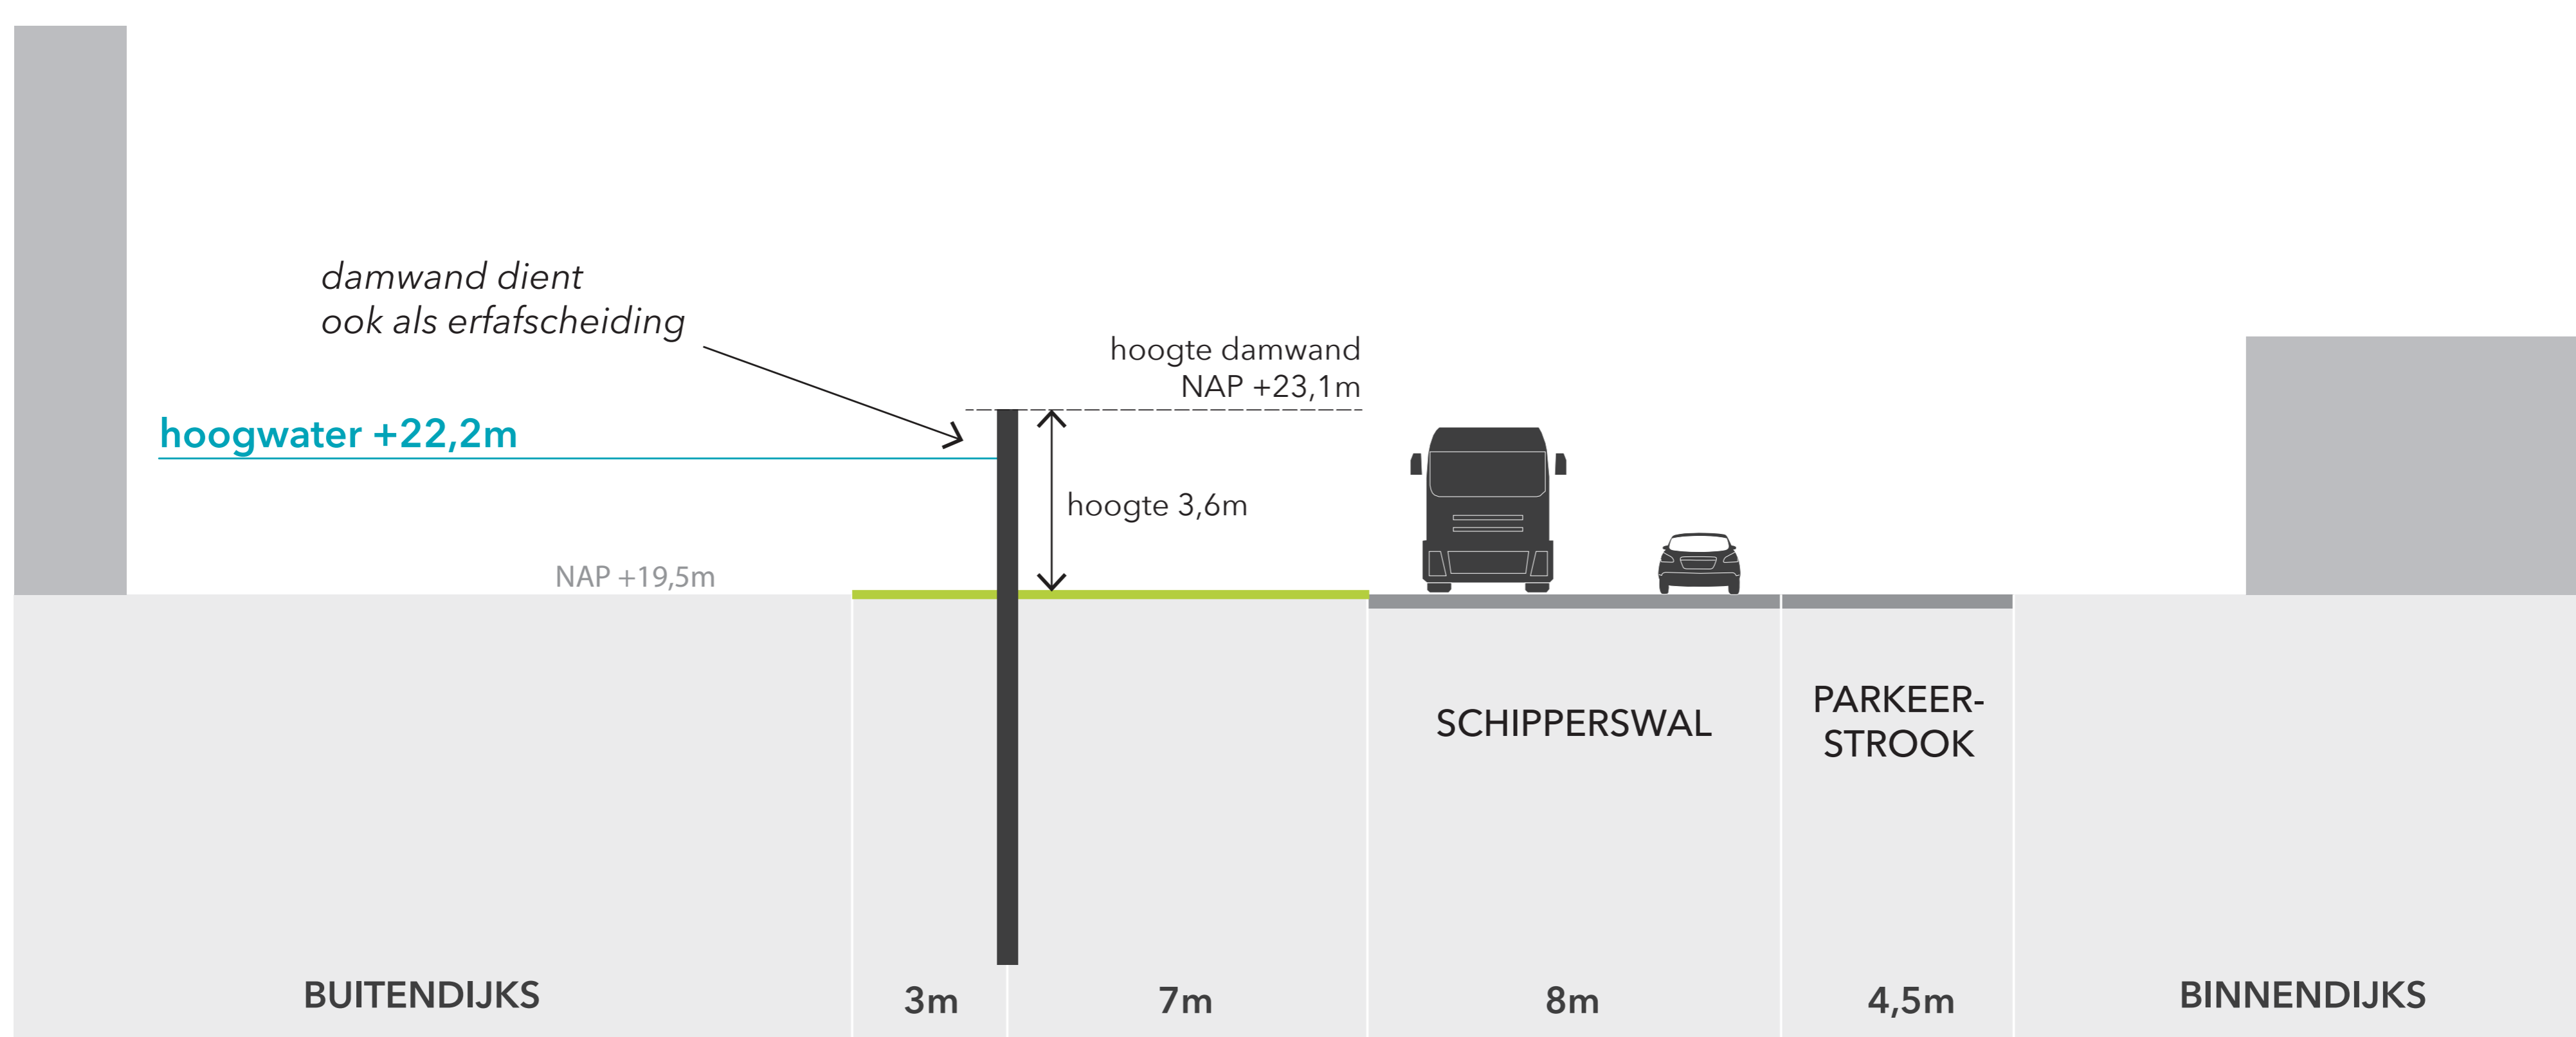 damwand dient
ook als erfafscheiding
hoogte damwand
NAP +23,1m
hoogwater +22,2m
hoogte 3,6m
NAP +19,5m
SCHIPPERSWAL
PARKEER-
STROOK
BUITENDIJKS
3m
7m
8m
4,5m
BINNENDIJKS